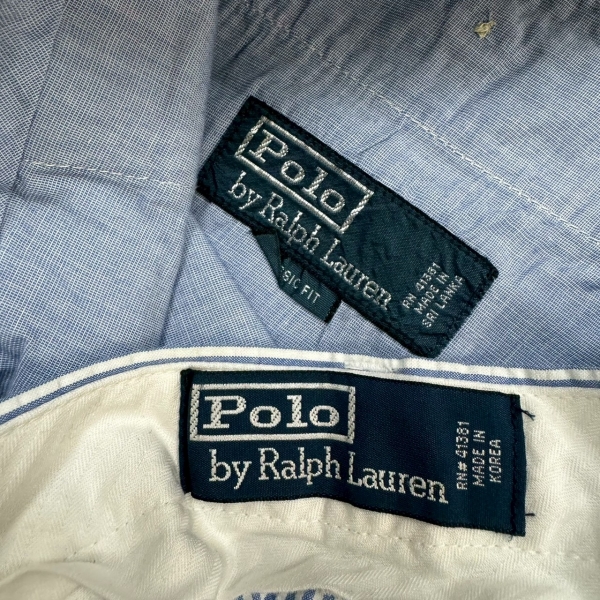 Polo
by Ralph Lauren
RN 41381
MADE IN
SRI LANKA
SIC FIT
Polo
by Ralph Lauren
RN# 41381
MADE IN
KOREA